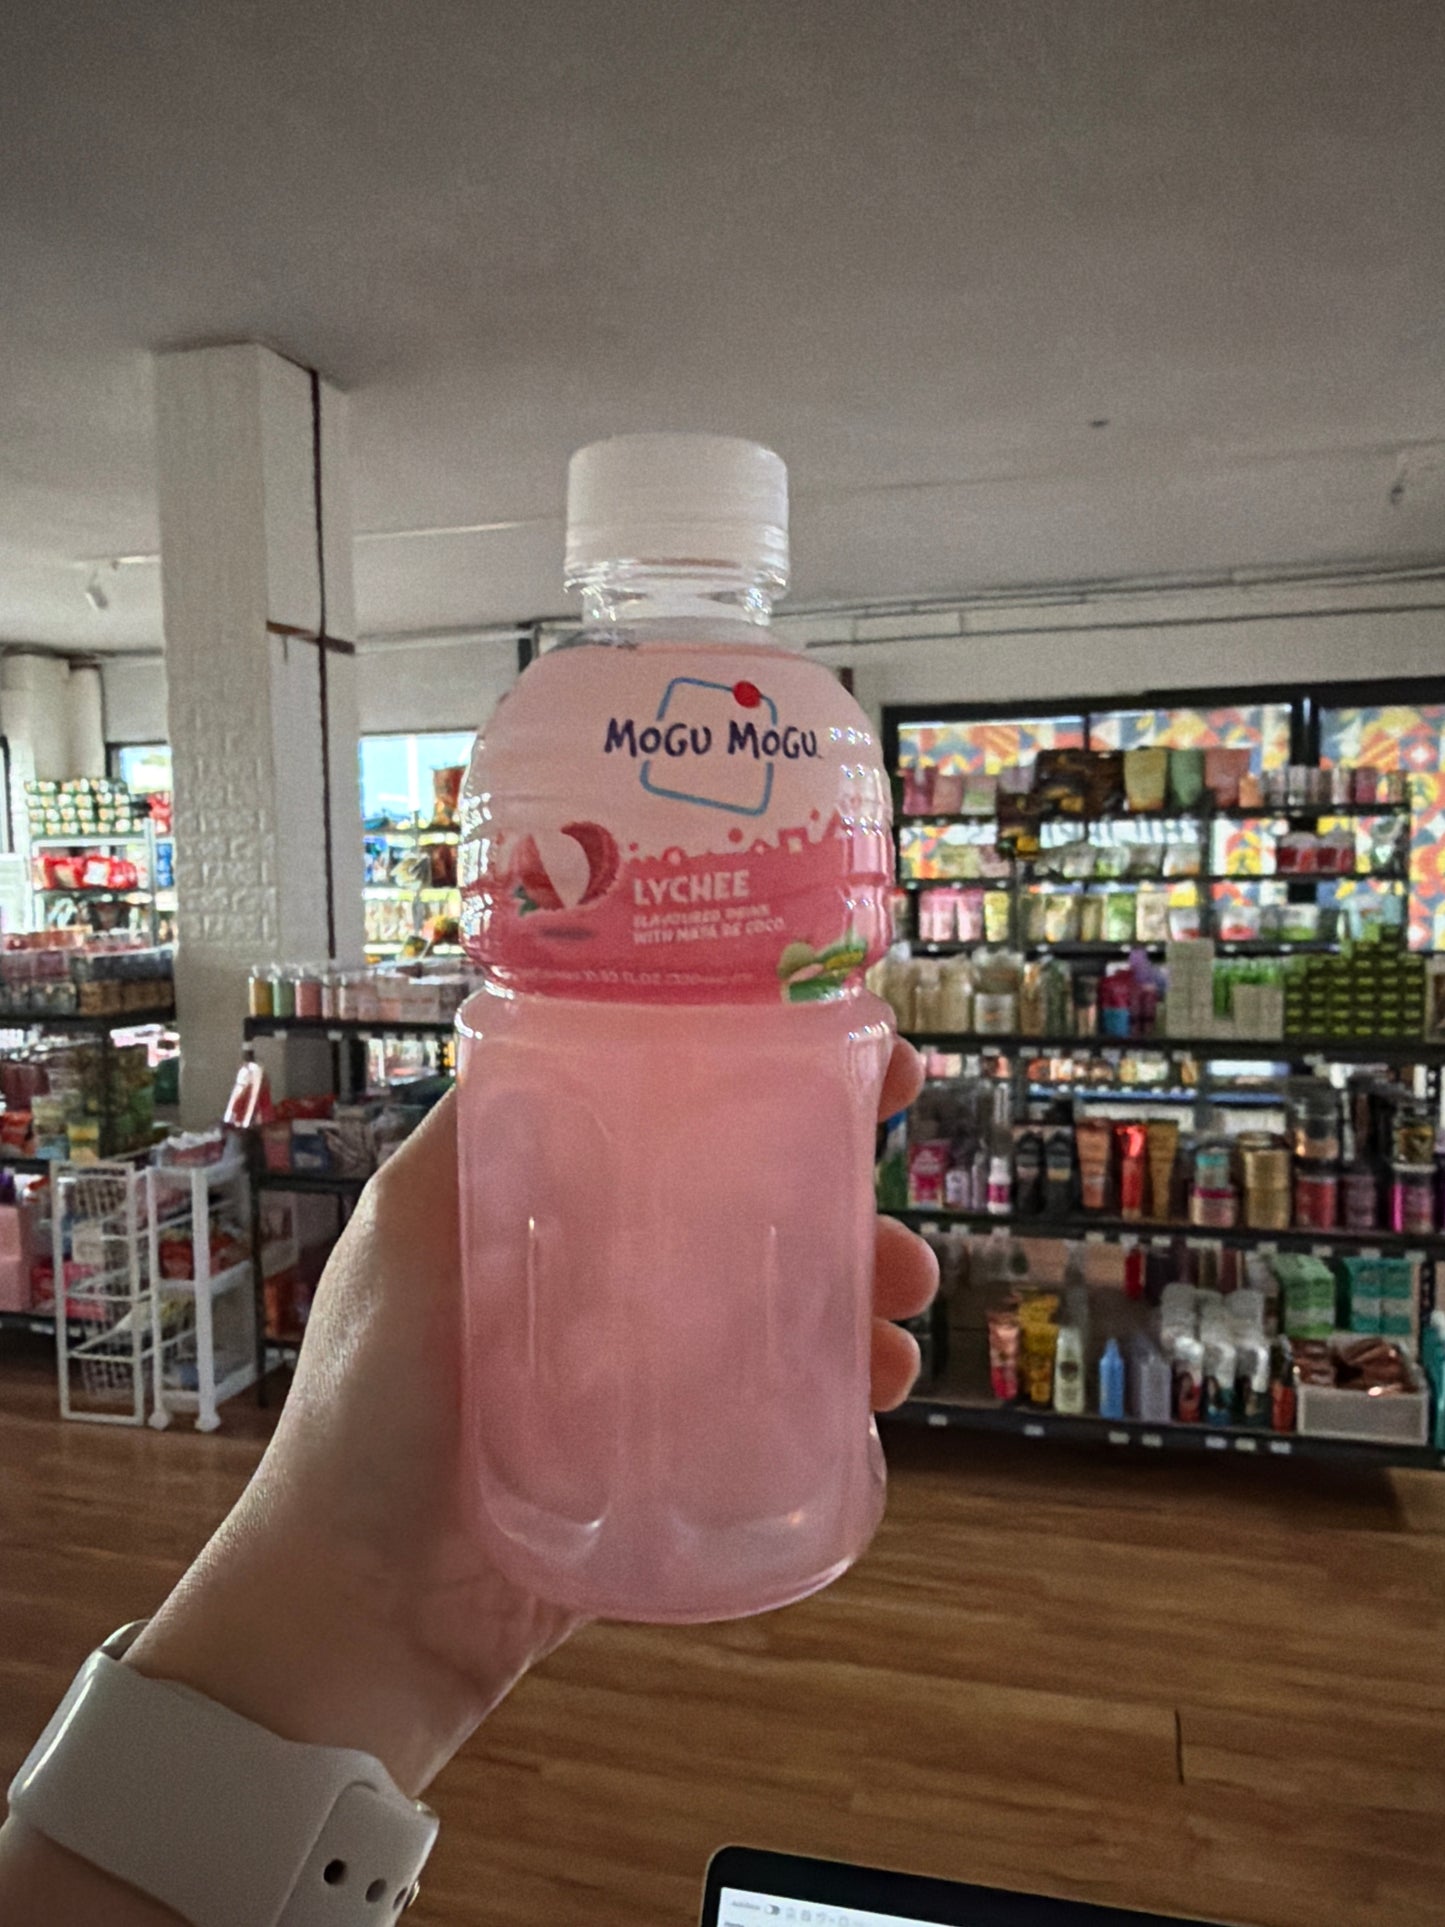 MOGU MOGU
LYCHEE
FLAVOURED DRINK
WITH NATA DE COCO